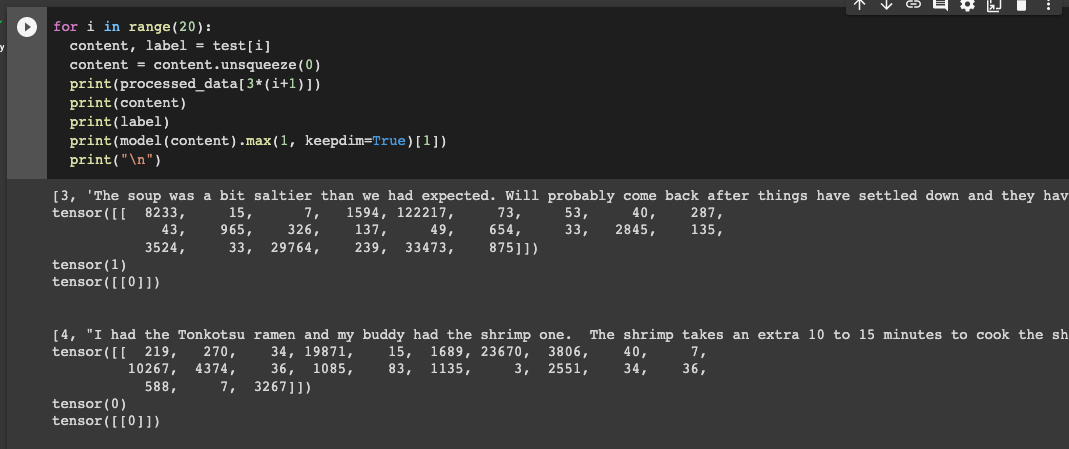 y
for i in range(20):
content, label = test[i]
content = content.unsqueeze(0)
print(processed_data[3*(i+1)])
print(content)
print(label)
print(model(content).max(1, keepdim=True)[1])
print("\n")
[3, 'The soup was a bit saltier than we had expected. Will probably come back after things have settled down and they hav
tensor([[ 8233, 15, 7, 1594, 122217, 73, 53, 40, 287,
43, 965, 326, 137, 49, 654, 33, 2845, 135,
3524, 33, 29764, 239, 33473, 875]])
tensor(1)
tensor([[0]])
[4, "I had the Tonkotsu ramen and my buddy had the shrimp one. The shrimp takes an extra 10 to 15 minutes to cook the sh
tensor([[ 219, 270, 34, 19871, 15, 1689, 23670, 3806, 40, 7,
10267, 4374, 36, 1085, 83, 1135, 3, 2551, 34, 36,
588, 7, 3267]])
tensor(0)
tensor([[0]])